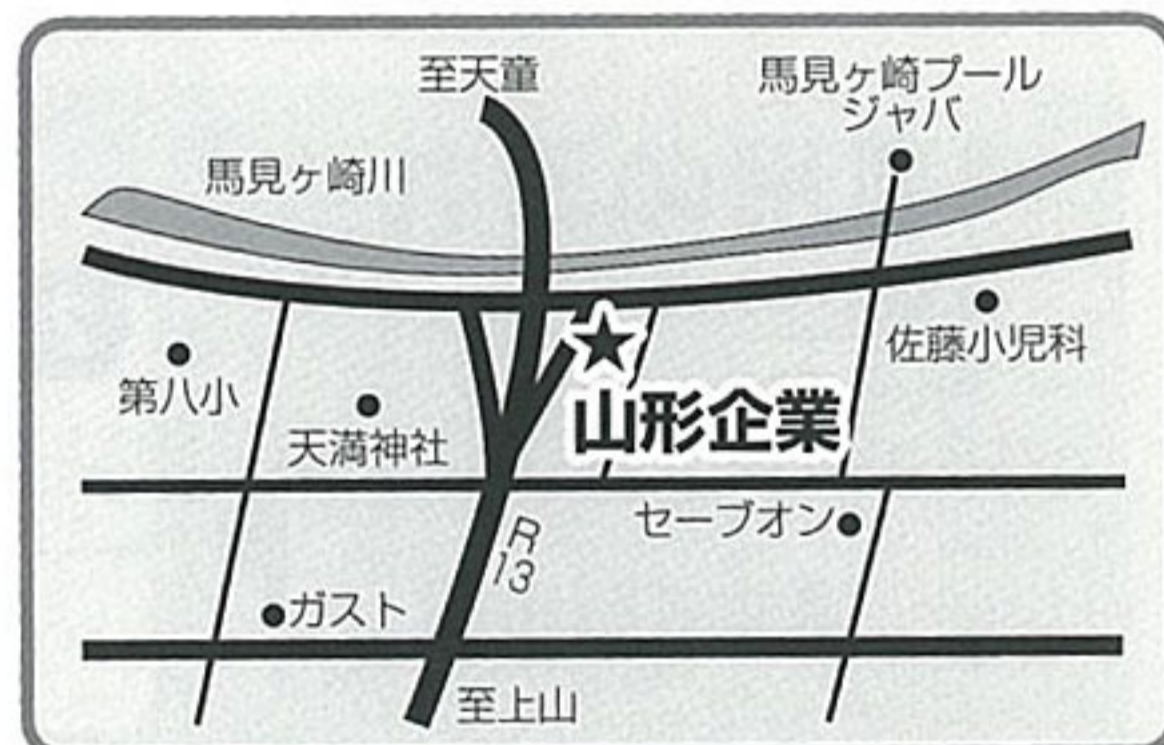 至天童
馬見ヶ崎プール
ジャバ
馬見ヶ崎川
佐藤小児科
第八小
天満神社
山形企業
セーブオン
R
13
ガスト
至上山